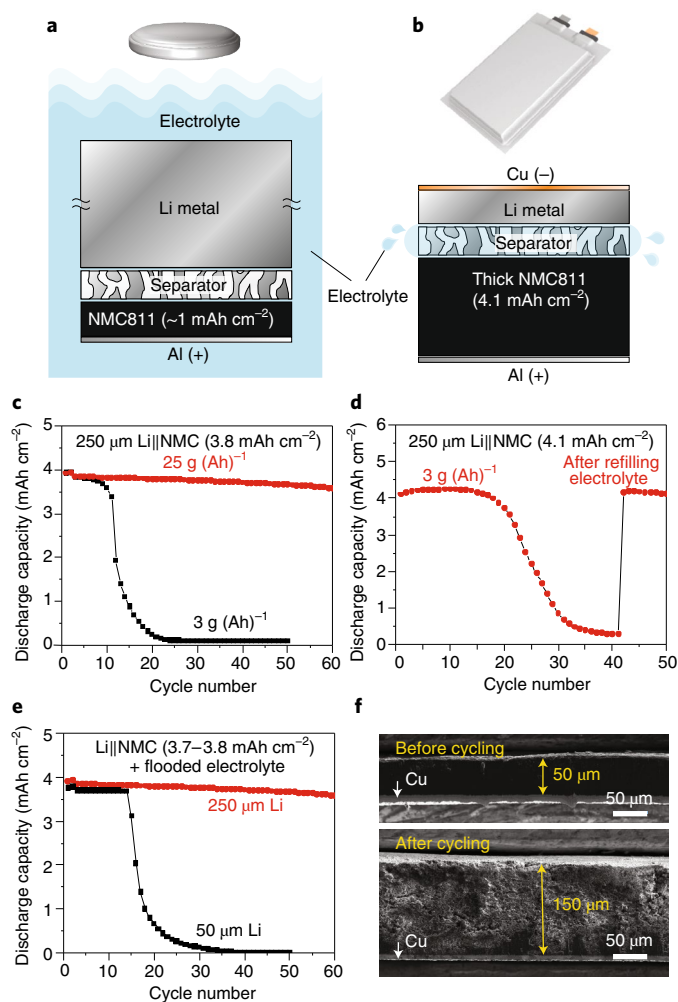 a
Electrolyte
Li metal
Separator
NMC811 (~1 mAh cm⁻²)
Al (+)
Electrolyte
b
Cu (–)
Li metal
Separator
Thick NMC811
(4.1 mAh cm⁻²)
Al (+)
c
Discharge capacity (mAh cm⁻²)
5
4
3
2
1
0
250 μm Li||NMC (3.8 mAh cm⁻²)
25 g (Ah)⁻¹
3 g (Ah)⁻¹
0 10 20 30 40 50 60
Cycle number
d
Discharge capacity (mAh cm⁻²)
6
5
4
3
2
1
0
250 μm Li||NMC (4.1 mAh cm⁻²)
3 g (Ah)⁻¹
After refilling
electrolyte
0 10 20 30 40 50
Cycle number
e
Discharge capacity (mAh cm⁻²)
5
4
3
2
1
0
Li||NMC (3.7–3.8 mAh cm⁻²)
+ flooded electrolyte
250 μm Li
50 μm Li
0 15 20 30 40 50 60
Cycle number
f
Before cycling
Cu
50 μm
50 μm
After cycling
150 μm
Cu
50 μm